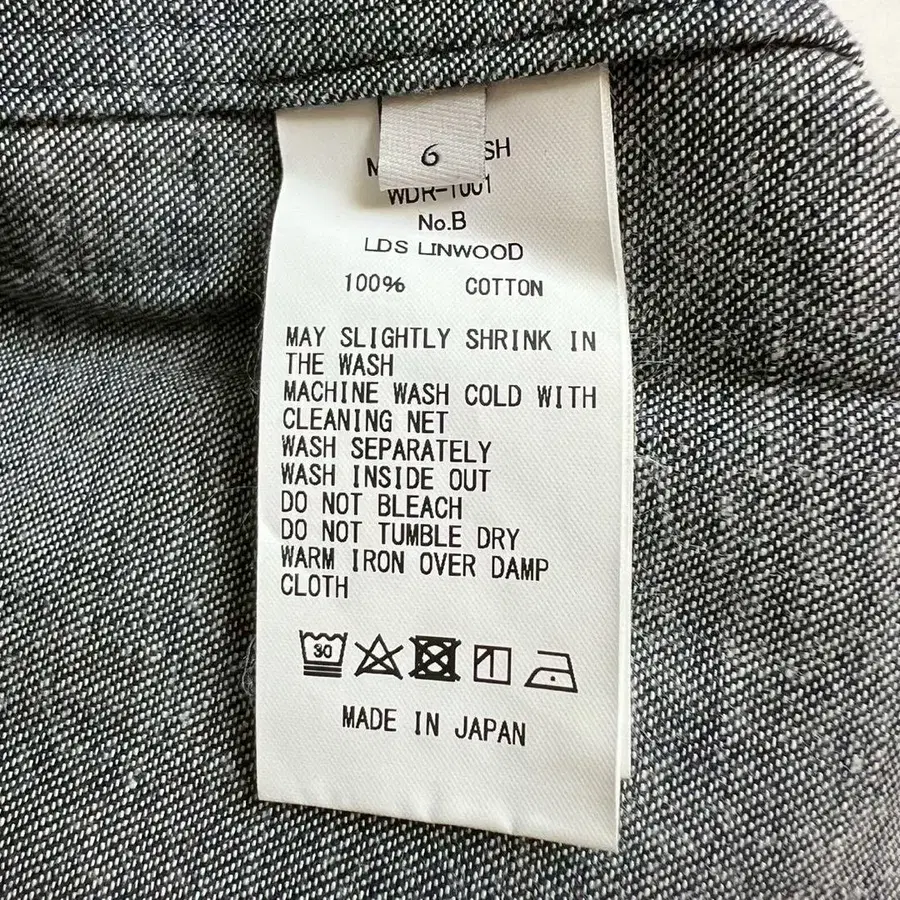 6
WDR-1001
No.B
LDS LINWOOD
100% COTTON
MAY SLIGHTLY SHRINK IN
THE WASH
MACHINE WASH COLD WITH
CLEANING NET
WASH SEPARATELY
WASH INSIDE OUT
DO NOT BLEACH
DO NOT TUMBLE DRY
WARM IRON OVER DAMP
CLOTH
30
MADE IN JAPAN